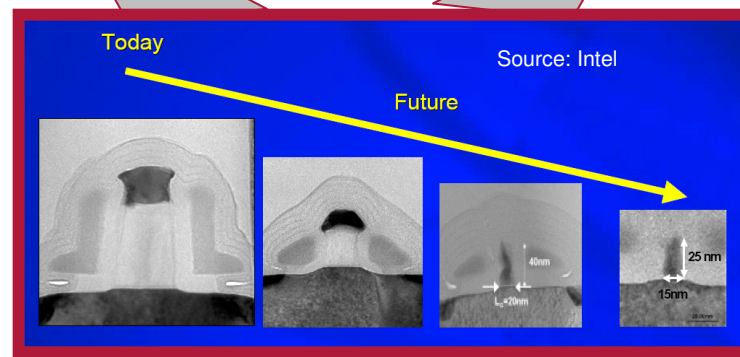 Today
Source: Intel
Future
40nm
LG=20nm
25 nm
15nm